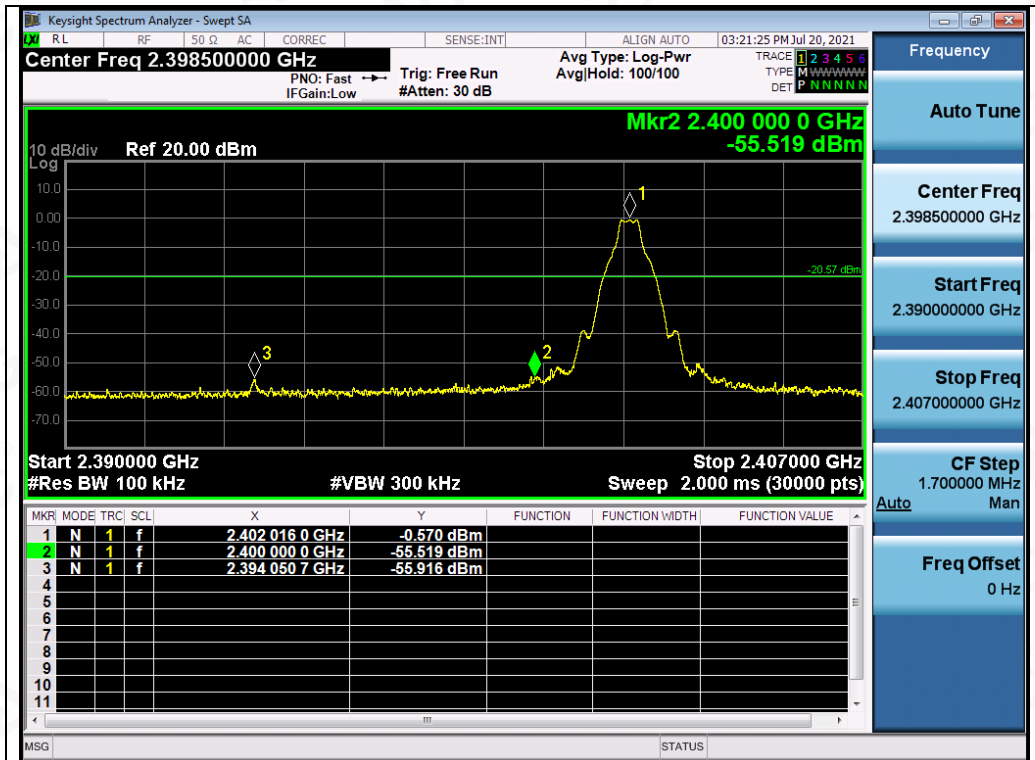 Keysight Spectrum Analyzer - Swept SA
LXI RL RF 50 Ω AC CORREC SENSE:INT ALIGN AUTO 03:21:25 PM Jul 20, 2021
Center Freq 2.398500000 GHz
PNO: Fast
IFGain:Low
Trig: Free Run
#Atten: 30 dB
Avg Type: Log-Pwr
Avg|Hold: 100/100
TRACE 1 2 3 4 5 6
TYPE M WWWWW
DET P N N N N N
Mkr2 2.400 000 0 GHz
-55.519 dBm
10 dB/div Ref 20.00 dBm
Log
10.0
0.00
-10.0
-20.0
-30.0
-40.0
-50.0
-60.0
-70.0
1
-20.57 dBm
3
2
Start 2.390000 GHz Stop 2.407000 GHz
#Res BW 100 kHz #VBW 300 kHz Sweep 2.000 ms (30000 pts)
MKR MODE TRC SCL X Y FUNCTION FUNCTION WIDTH FUNCTION VALUE
1 N 1 f 2.402 016 0 GHz -0.570 dBm
2 N 1 f 2.400 000 0 GHz -55.519 dBm
3 N 1 f 2.394 050 7 GHz -55.916 dBm
4
5
6
7
8
9
10
11
MSG STATUS
Frequency
Auto Tune
Center Freq
2.398500000 GHz
Start Freq
2.390000000 GHz
Stop Freq
2.407000000 GHz
CF Step
1.700000 MHz
Auto Man
Freq Offset
0 Hz